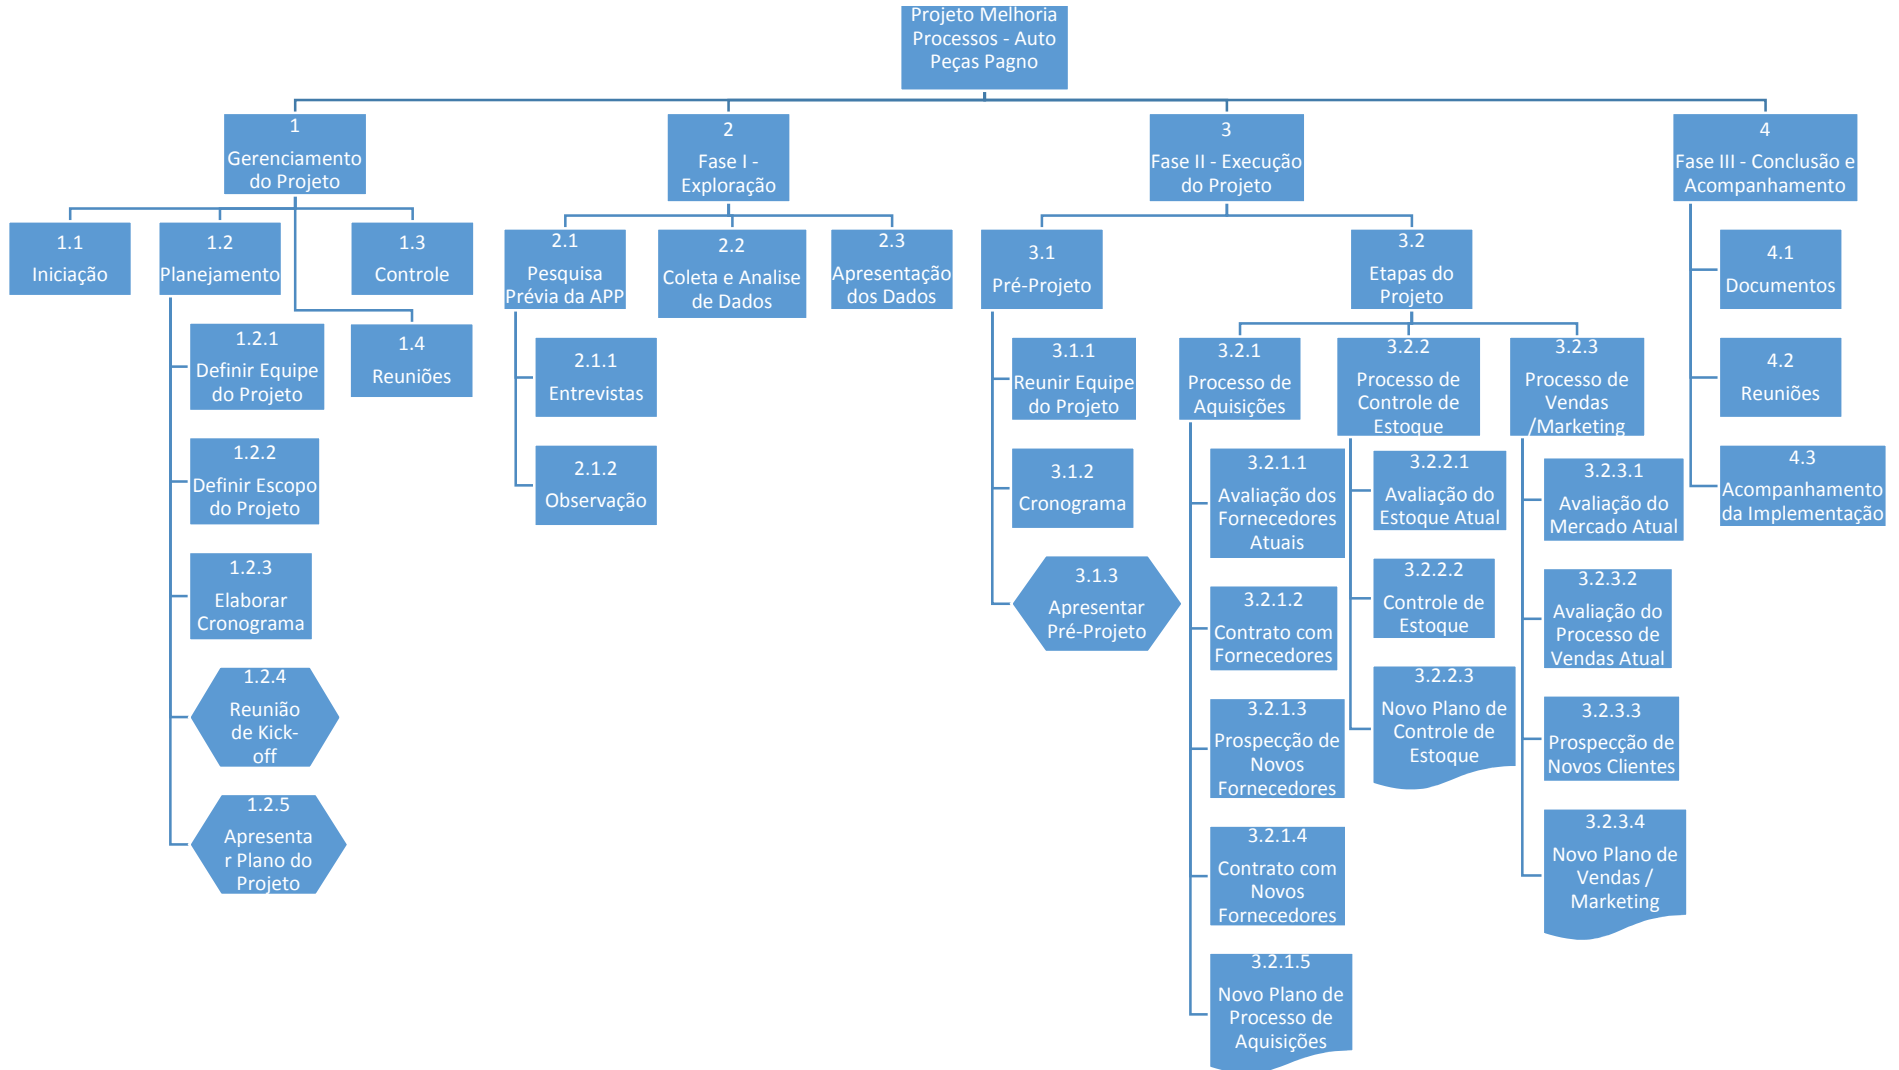 Projeto Melhoria
Processos - Auto
Peças Pagno
1
Gerenciamento
do Projeto
2
Fase I -
Exploração
3
Fase II - Execução
do Projeto
4
Fase III - Conclusão e
Acompanhamento
1.1
Iniciação
1.2
Planejamento
1.3
Controle
1.4
Reuniões
1.2.1
Definir Equipe
do Projeto
1.2.2
Definir Escopo
do Projeto
1.2.3
Elaborar
Cronograma
1.2.4
Reunião
de Kick-
off
1.2.5
Apresenta
r Plano do
Projeto
2.1
Pesquisa
Prévia da APP
2.2
Coleta e Analise
de Dados
2.3
Apresentação
dos Dados
2.1.1
Entrevistas
2.1.2
Observação
3.1
Pré-Projeto
3.2
Etapas do
Projeto
3.1.1
Reunir Equipe
do Projeto
3.1.2
Cronograma
3.1.3
Apresentar
Pré-Projeto
3.2.1
Processo de
Aquisições
3.2.2
Processo de
Controle de
Estoque
3.2.3
Processo de
Vendas
/Marketing
3.2.1.1
Avaliação dos
Fornecedores
Atuais
3.2.1.2
Contrato com
Fornecedores
3.2.1.3
Prospecção de
Novos
Fornecedores
3.2.1.4
Contrato com
Novos
Fornecedores
3.2.1.5
Novo Plano de
Processo de
Aquisições
3.2.2.1
Avaliação do
Estoque Atual
3.2.2.2
Controle de
Estoque
3.2.2.3
Novo Plano de
Controle de
Estoque
3.2.3.1
Avaliação do
Mercado Atual
3.2.3.2
Avaliação do
Processo de
Vendas Atual
3.2.3.3
Prospecção de
Novos Clientes
3.2.3.4
Novo Plano de
Vendas /
Marketing
4.1
Documentos
4.2
Reuniões
4.3
Acompanhamento
da Implementação